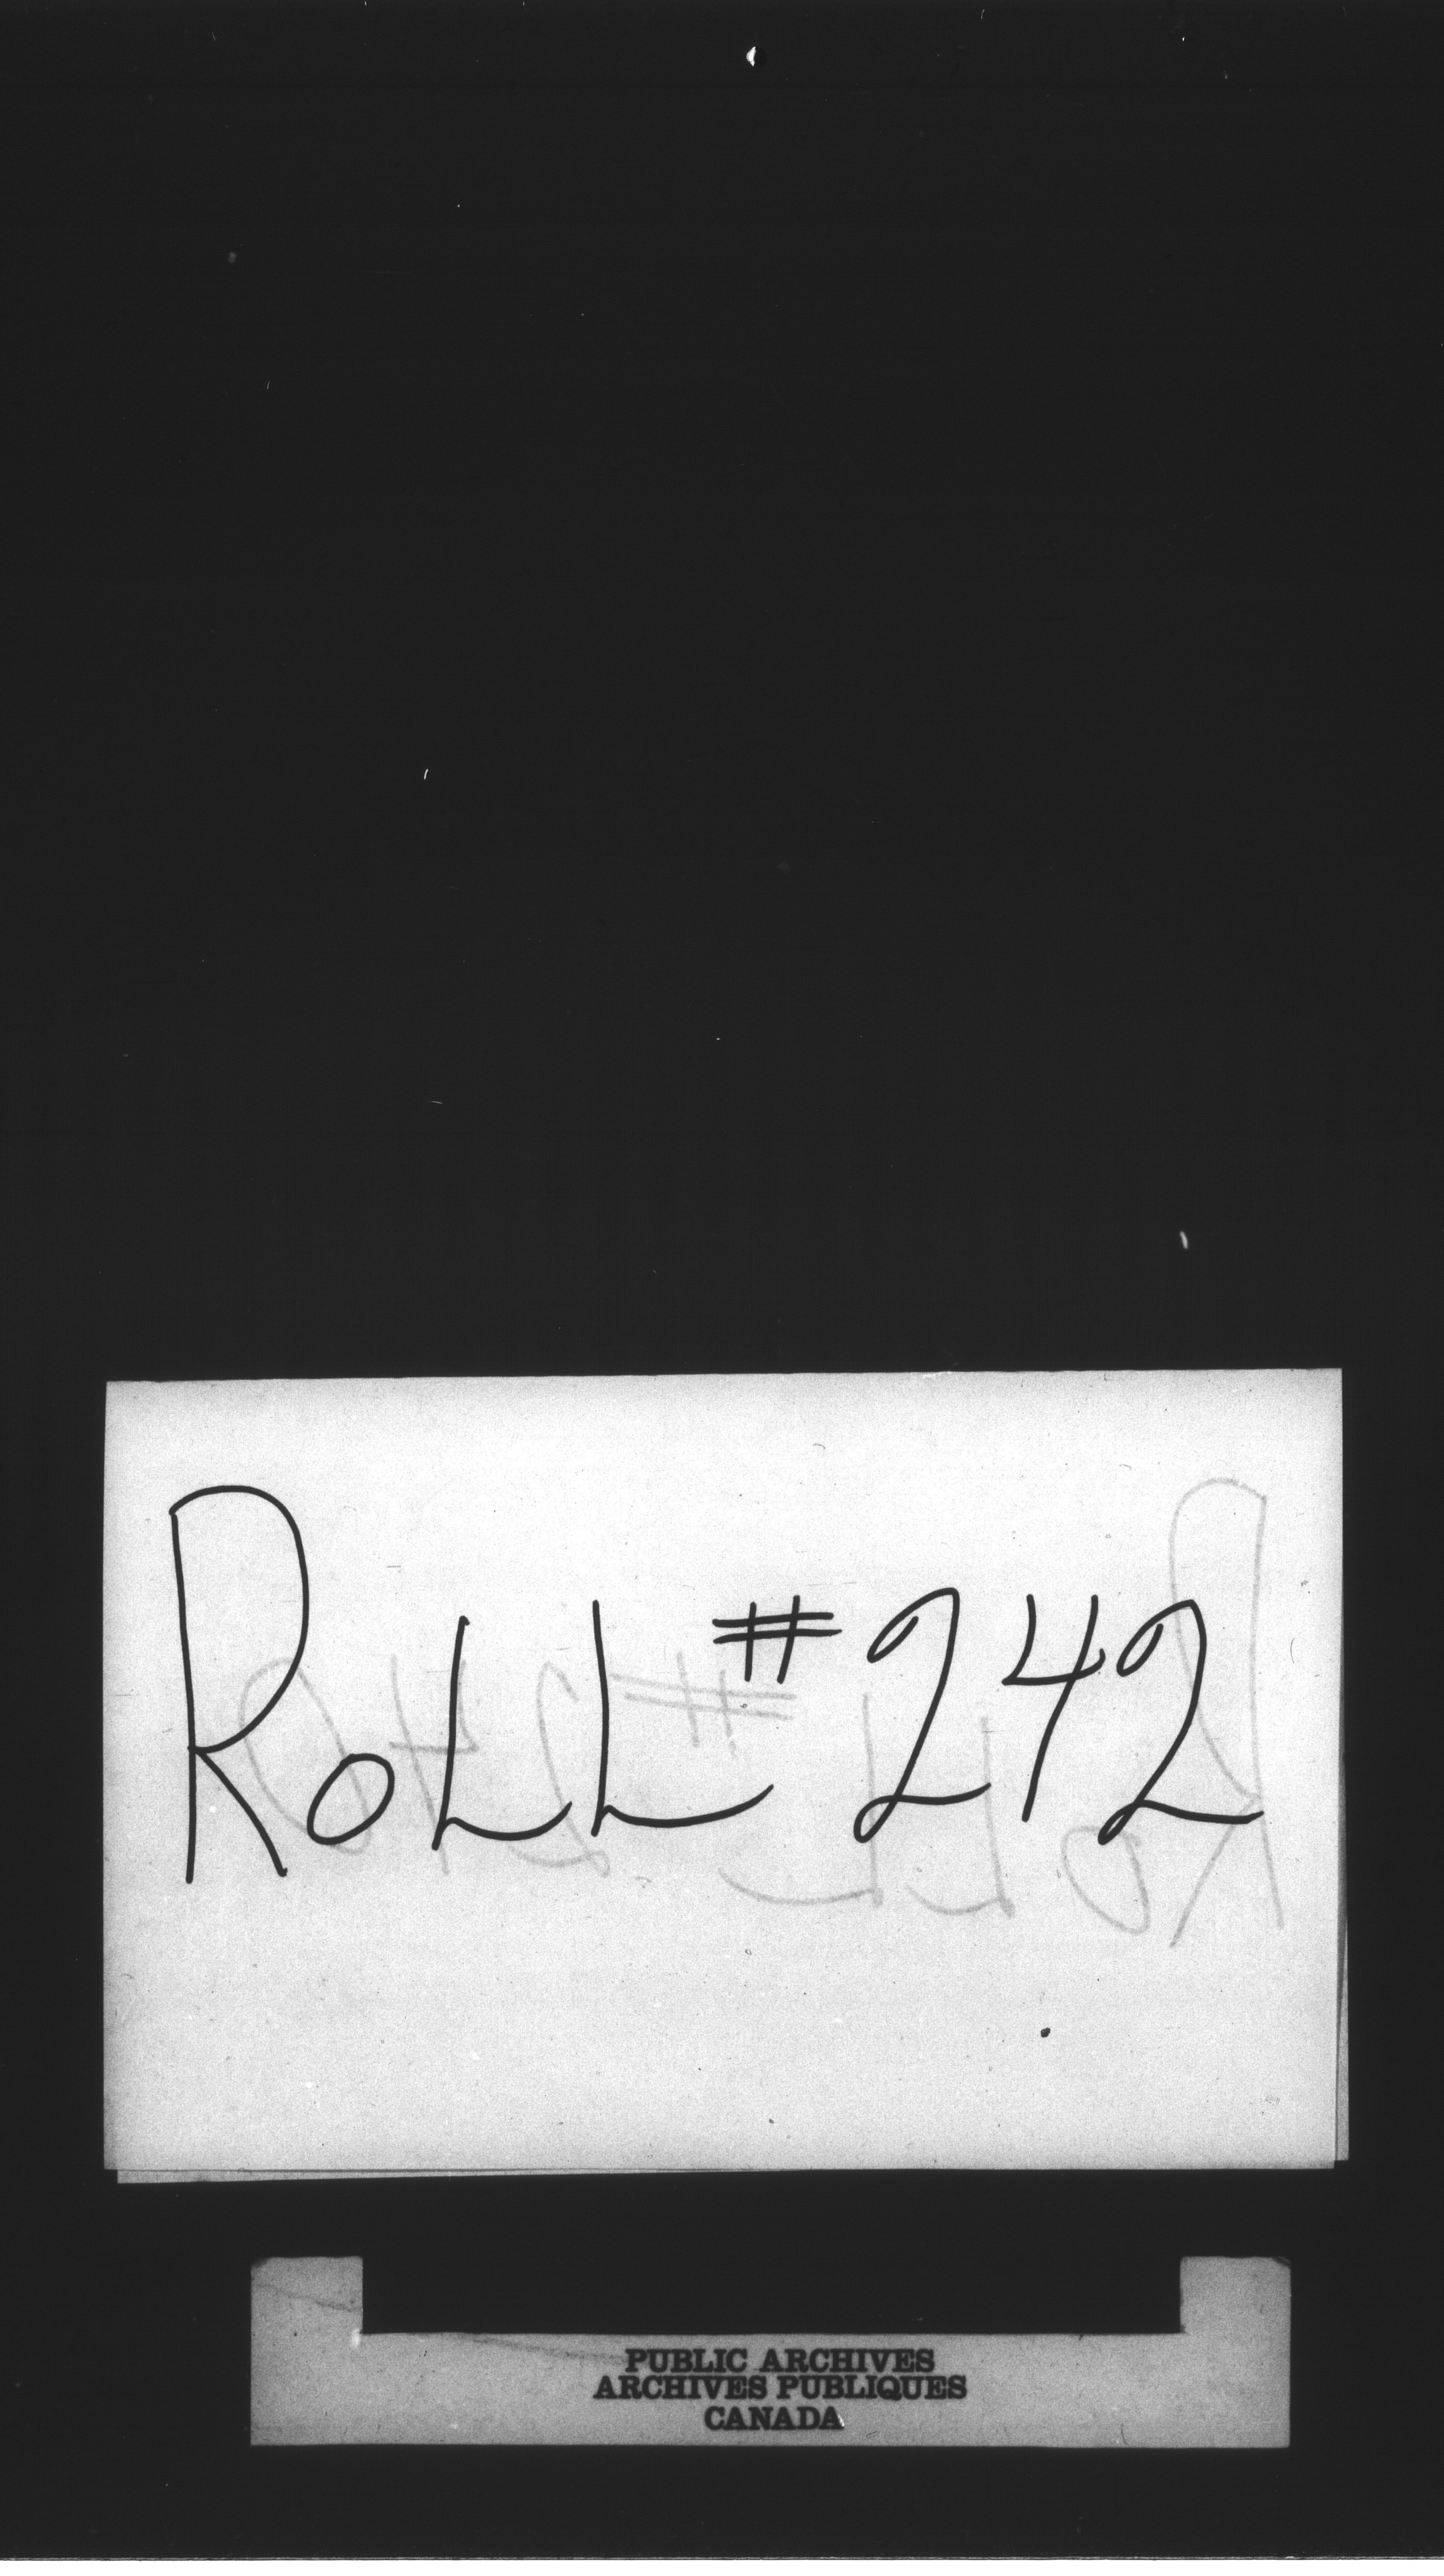 RoLL # 242
PUBLIC ARCHIVES
ARCHIVES PUBLIQUES
CANADA